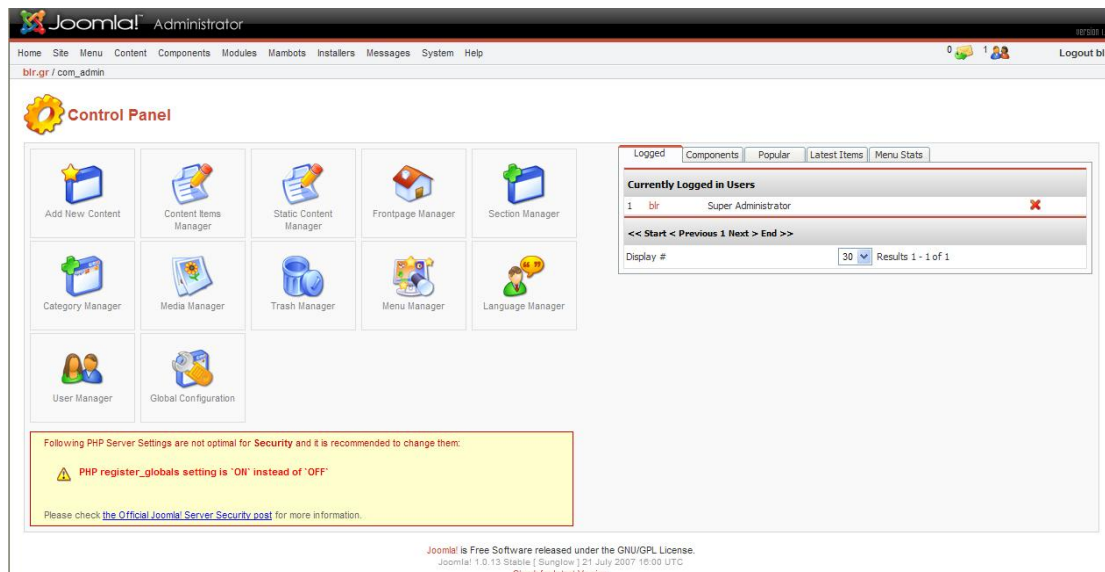 Joomla!™ Administrator
version 1.
Home Site Menu Content Components Modules Mambots Installers Messages System Help 0 1 Logout bl
blr.gr / com_admin
Control Panel
Logged Components Popular Latest Items Menu Stats
Currently Logged in Users
1 blr Super Administrator
<< Start < Previous 1 Next > End >>
Display # 30 Results 1 - 1 of 1
Add New Content
Content Items Manager
Static Content Manager
Frontpage Manager
Section Manager
Category Manager
Media Manager
Trash Manager
Menu Manager
Language Manager
User Manager
Global Configuration
Following PHP Server Settings are not optimal for Security and it is recommended to change them:
PHP register_globals setting is `ON` instead of `OFF`
Please check the Official Joomla! Server Security post for more information.
Joomla! is Free Software released under the GNU/GPL License.
Joomla! 1.0.13 Stable [ Sunglow ] 21 July 2007 16:00 UTC